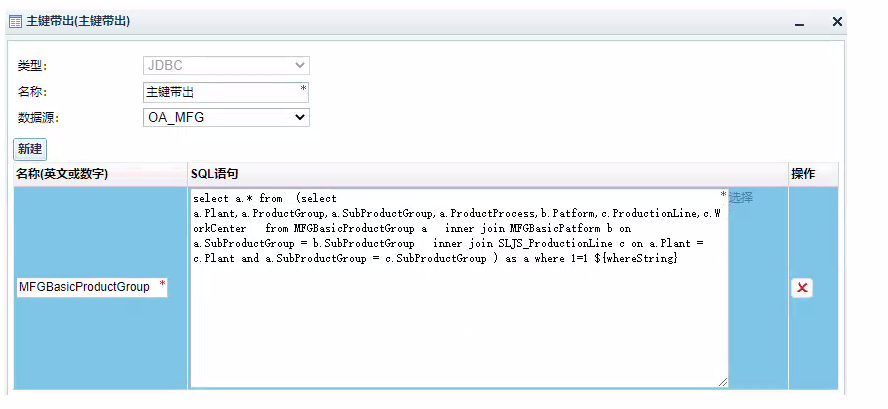 主键带出(主键带出)
类型：
JDBC
名称：
主键带出 *
数据源：
OA_MFG
新建
名称(英文或数字) SQL语句 操作
select a.* from (select
a.Plant,a.ProductGroup,a.SubProductGroup,a.ProductProcess,b.Patform,c.ProductionLine,c.W
orkCenter from MFGBasicProductGroup a inner join MFGBasicPatform b on
a.SubProductGroup = b.SubProductGroup inner join SLJS_ProductionLine c on a.Plant =
c.Plant and a.SubProductGroup = c.SubProductGroup ) as a where 1=1 ${whereString}
* 选择
MFGBasicProductGroup *